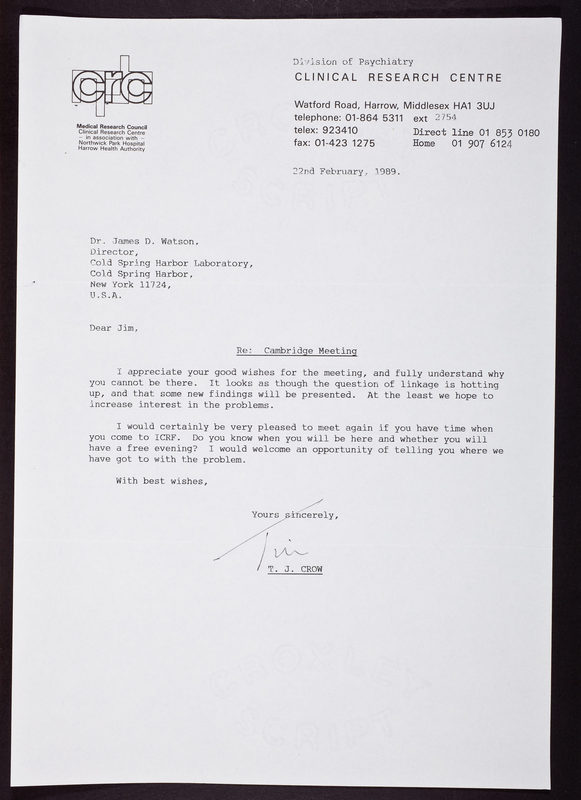 crc
Medical Research Council
Clinical Research Centre
– in association with –
Northwick Park Hospital
Harrow Health Authority
Division of Psychiatry
CLINICAL RESEARCH CENTRE
Watford Road, Harrow, Middlesex HA1 3UJ
telephone: 01-864 5311 ext 2754
telex: 923410 Direct line 01 853 0180
fax: 01-423 1275 Home 01 907 6124
22nd February, 1989.
Dr. James D. Watson,
Director,
Cold Spring Harbor Laboratory,
Cold Spring Harbor,
New York 11724,
U.S.A.
Dear Jim,
Re: Cambridge Meeting
I appreciate your good wishes for the meeting, and fully understand why
you cannot be there. It looks as though the question of linkage is hotting
up, and that some new findings will be presented. At the least we hope to
increase interest in the problems.
I would certainly be very pleased to meet again if you have time when
you come to ICRF. Do you know when you will be here and whether you will
have a free evening? I would welcome an opportunity of telling you where we
have got to with the problem.
With best wishes,
Yours sincerely,
Tim
T. J. CROW